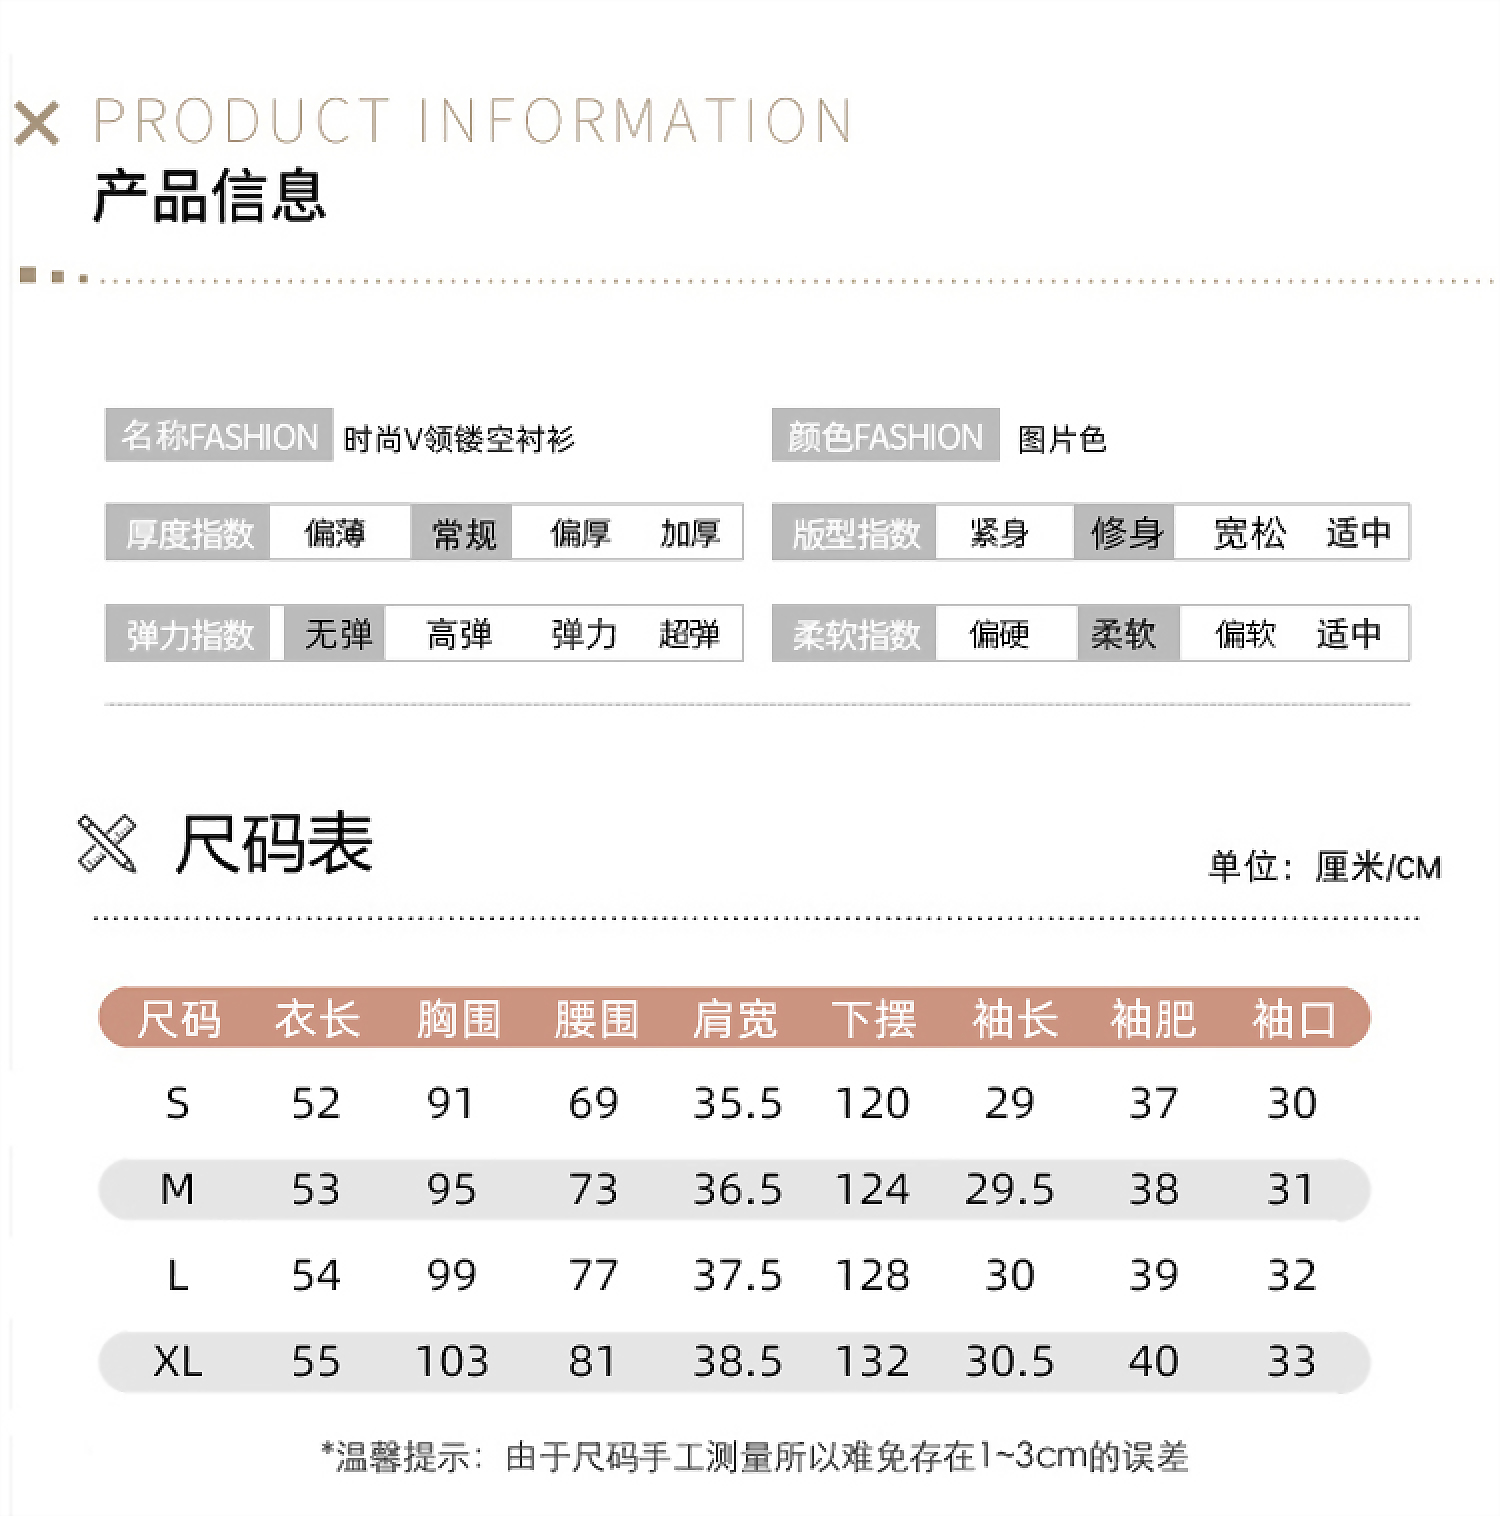 PRODUCT INFORMATION
产品信息
名称FASHION 时尚V领镂空衬衫 颜色FASHION 图片色
厚度指数 偏薄 常规 偏厚 加厚 版型指数 紧身 修身 宽松 适中
弹力指数 无弹 高弹 弹力 超弹 柔软指数 偏硬 柔软 偏软 适中
尺码表
单位：厘米/CM
尺码 衣长 胸围 腰围 肩宽 下摆 袖长 袖肥 袖口
S 52 91 69 35.5 120 29 37 30
M 53 95 73 36.5 124 29.5 38 31
L 54 99 77 37.5 128 30 39 32
XL 55 103 81 38.5 132 30.5 40 33
*温馨提示：由于尺码手工测量所以难免存在1~3cm的误差